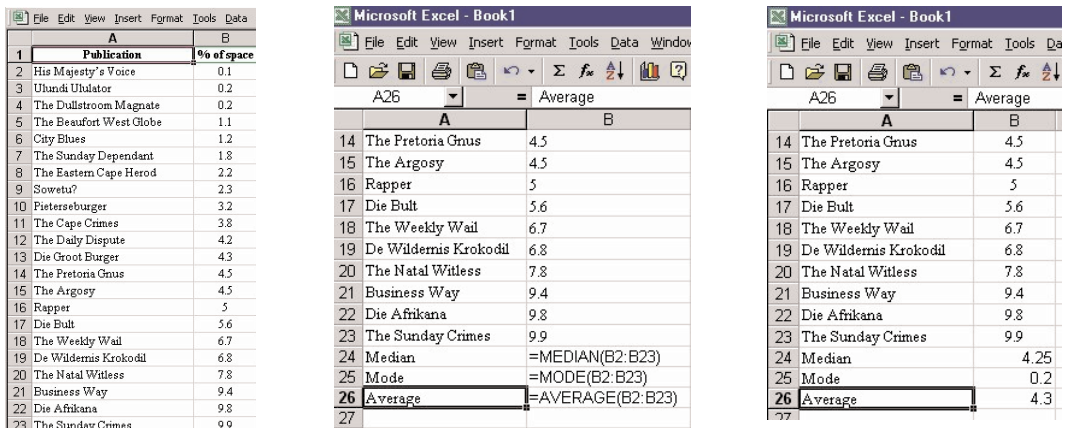 File Edit View Insert Format Tools Data
A B
1 Publication % of space
2 His Majesty's Voice 0.1
3 Ulundi Ululator 0.2
4 The Dullstroom Magnate 0.2
5 The Beaufort West Globe 1.1
6 City Blues 1.2
7 The Sunday Dependant 1.8
8 The Eastern Cape Herod 2.2
9 Sowetu? 2.3
10 Pieterseburger 3.2
11 The Cape Crimes 3.8
12 The Daily Dispute 4.2
13 Die Groot Burger 4.3
14 The Pretoria Gnus 4.5
15 The Argosy 4.5
16 Rapper 5
17 Die Bult 5.6
18 The Weekly Wail 6.7
19 De Wildernis Krokodil 6.8
20 The Natal Witless 7.8
21 Business Way 9.4
22 Die Afrikana 9.8
23 The Sunday Crimes 9.9
Microsoft Excel - Book1
File Edit View Insert Format Tools Data Window
A26 = Average
A B
14 The Pretoria Gnus 4.5
15 The Argosy 4.5
16 Rapper 5
17 Die Bult 5.6
18 The Weekly Wail 6.7
19 De Wildernis Krokodil 6.8
20 The Natal Witless 7.8
21 Business Way 9.4
22 Die Afrikana 9.8
23 The Sunday Crimes 9.9
24 Median =MEDIAN(B2:B23)
25 Mode =MODE(B2:B23)
26 Average =AVERAGE(B2:B23)
27
Microsoft Excel - Book1
File Edit View Insert Format Tools Da
A26 = Average
A B
14 The Pretoria Gnus 4.5
15 The Argosy 4.5
16 Rapper 5
17 Die Bult 5.6
18 The Weekly Wail 6.7
19 De Wildernis Krokodil 6.8
20 The Natal Witless 7.8
21 Business Way 9.4
22 Die Afrikana 9.8
23 The Sunday Crimes 9.9
24 Median 4.25
25 Mode 0.2
26 Average 4.3
27